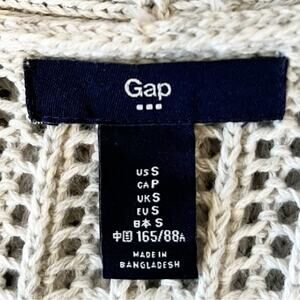 Gap
US S
CA P
UK S
EU S
日本 S
中国 165/88A
MADE IN
BANGLADESH